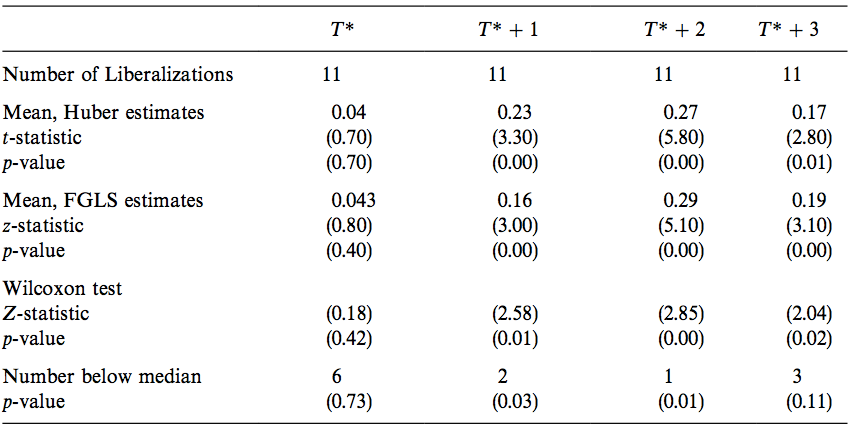 T* T* + 1 T* + 2 T* + 3
Number of Liberalizations 11 11 11 11
Mean, Huber estimates 0.04 0.23 0.27 0.17
t-statistic (0.70) (3.30) (5.80) (2.80)
p-value (0.70) (0.00) (0.00) (0.01)
Mean, FGLS estimates 0.043 0.16 0.29 0.19
z-statistic (0.80) (3.00) (5.10) (3.10)
p-value (0.40) (0.00) (0.00) (0.00)
Wilcoxon test
Z-statistic (0.18) (2.58) (2.85) (2.04)
p-value (0.42) (0.01) (0.00) (0.02)
Number below median 6 2 1 3
p-value (0.73) (0.03) (0.01) (0.11)